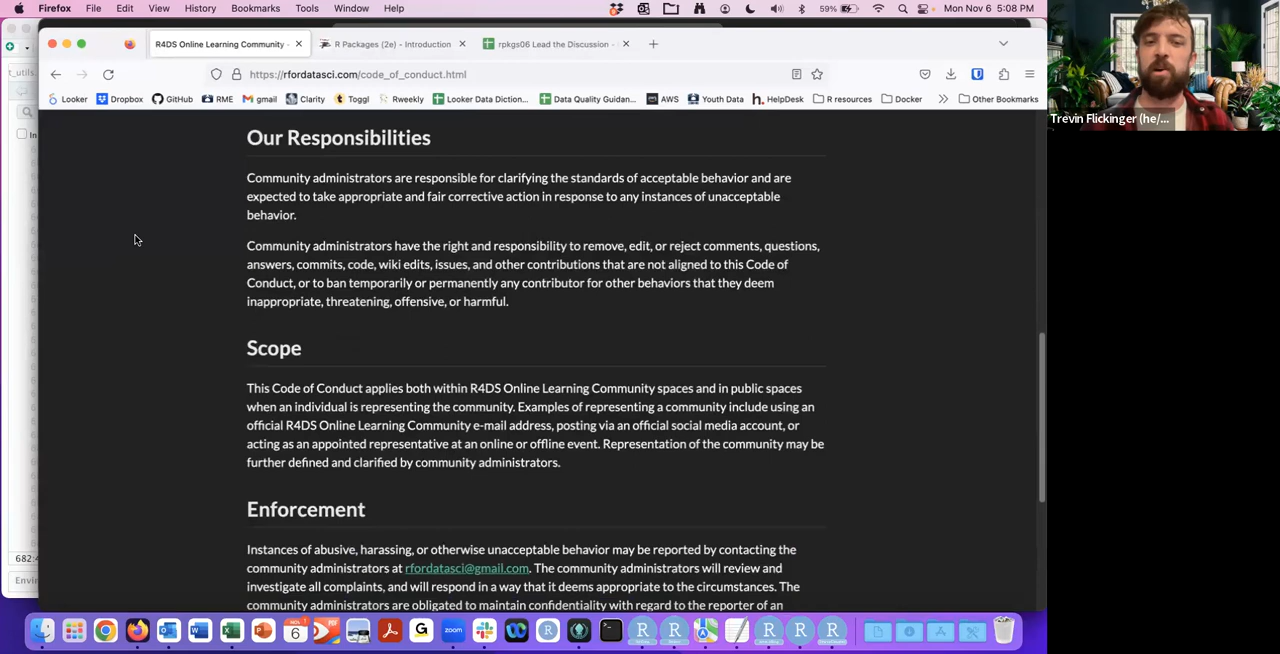 Firefox File Edit View History Bookmarks Tools Window Help 59% Mon Nov 6 5:08 PM
R4DS Online Learning Community - R Packages (2e) - Introduction rpkgs06 Lead the Discussion -
https://rfordatasci.com/code_of_conduct.html
Looker Dropbox GitHub RME gmail Clarity Toggl Rweekly Looker Data Diction... Data Quality Guidan... AWS Youth Data HelpDesk R resources Docker Other Bookmarks
t_utils.
In
Our Responsibilities
Community administrators are responsible for clarifying the standards of acceptable behavior and are
expected to take appropriate and fair corrective action in response to any instances of unacceptable
behavior.
Community administrators have the right and responsibility to remove, edit, or reject comments, questions,
answers, commits, code, wiki edits, issues, and other contributions that are not aligned to this Code of
Conduct, or to ban temporarily or permanently any contributor for other behaviors that they deem
inappropriate, threatening, offensive, or harmful.
Scope
This Code of Conduct applies both within R4DS Online Learning Community spaces and in public spaces
when an individual is representing the community. Examples of representing a community include using an
official R4DS Online Learning Community e-mail address, posting via an official social media account, or
acting as an appointed representative at an online or offline event. Representation of the community may be
further defined and clarified by community administrators.
Enforcement
Instances of abusive, harassing, or otherwise unacceptable behavior may be reported by contacting the
community administrators at rfordatasci@gmail.com. The community administrators will review and
investigate all complaints, and will respond in a way that it deems appropriate to the circumstances. The
community administrators are obligated to maintain confidentiality with regard to the reporter of an
682:
Envir
Trevin Flickinger (he/...
NOV
6
zoom